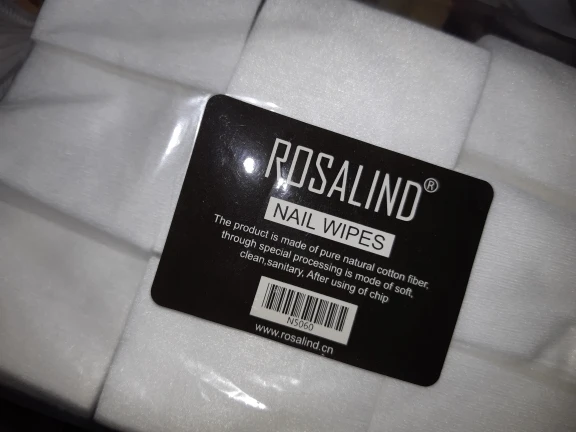 ROSALIND®
NAIL WIPES
The product is made of pure natural cotton fiber,
through special processing is mode of soft,
clean,sanitary, After using of chip
N5060
www.rosalind.cn